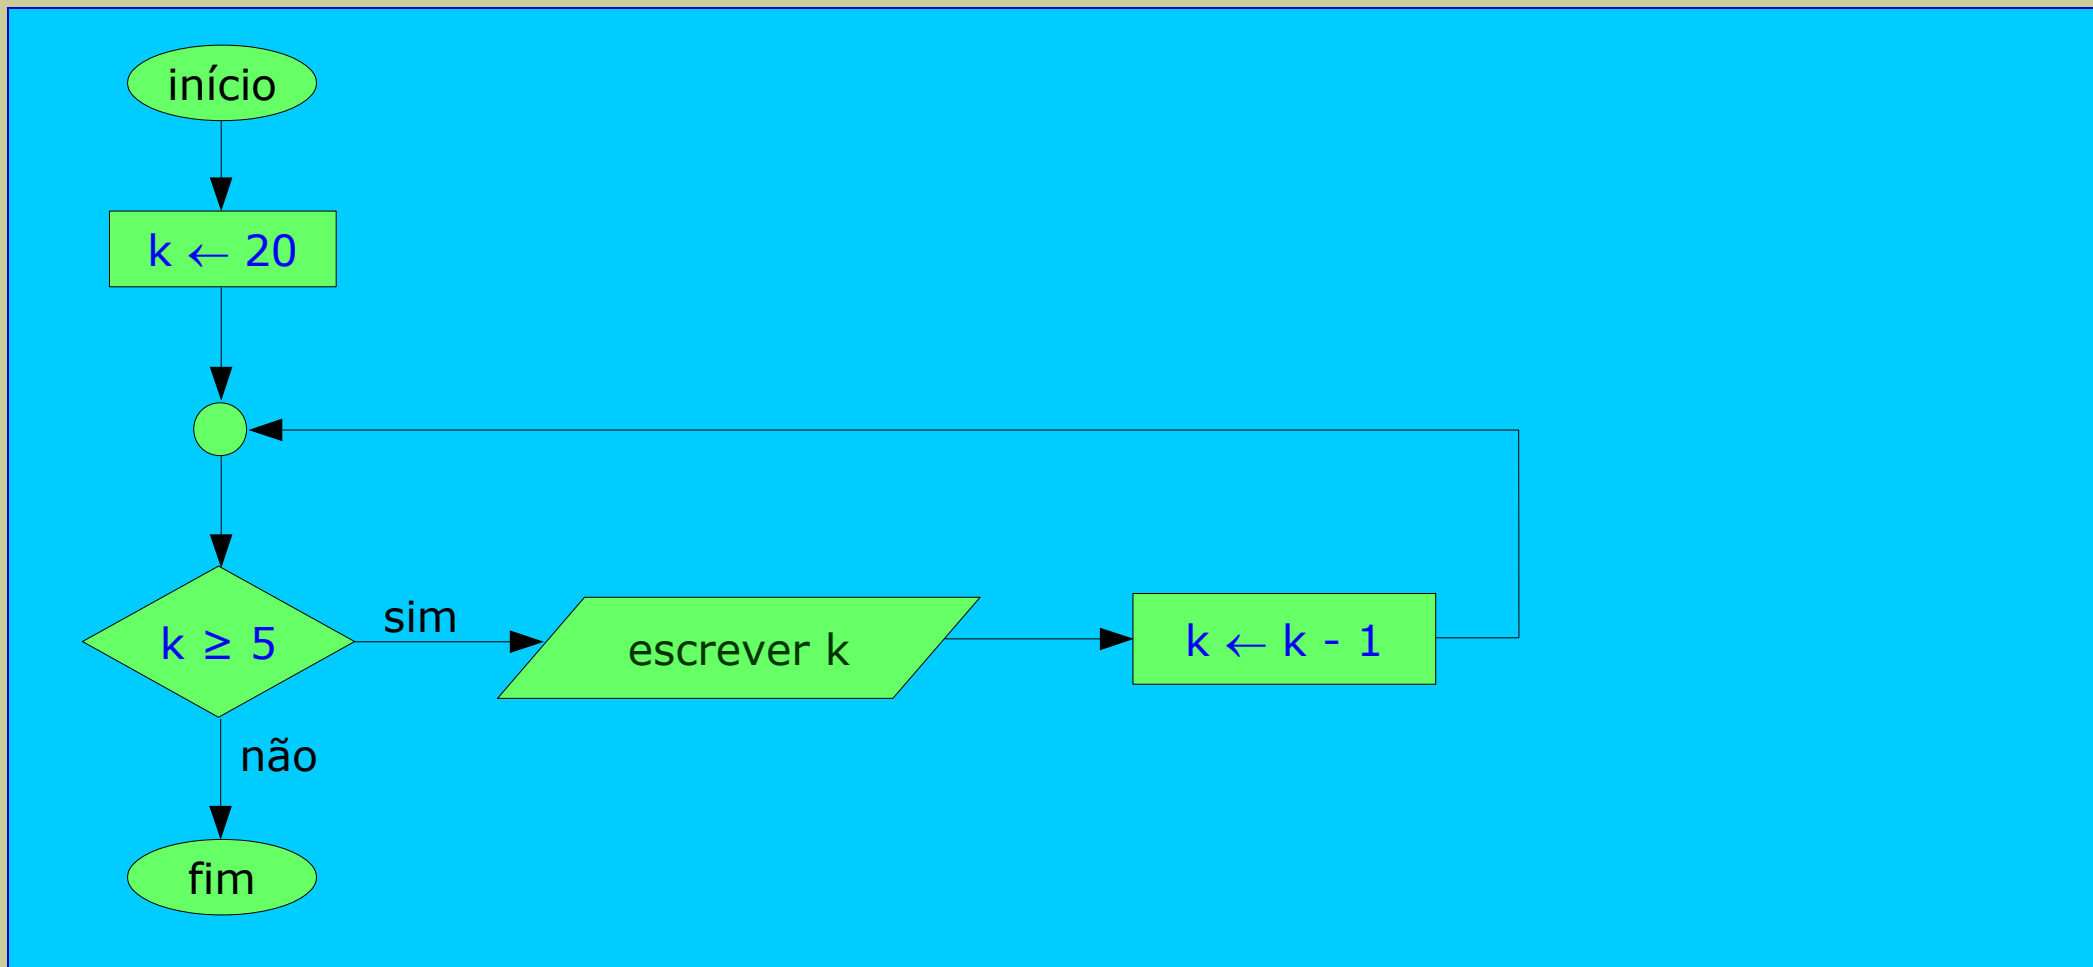 início
k ← 20
k ≥ 5
sim
escrever k
k ← k - 1
não
fim